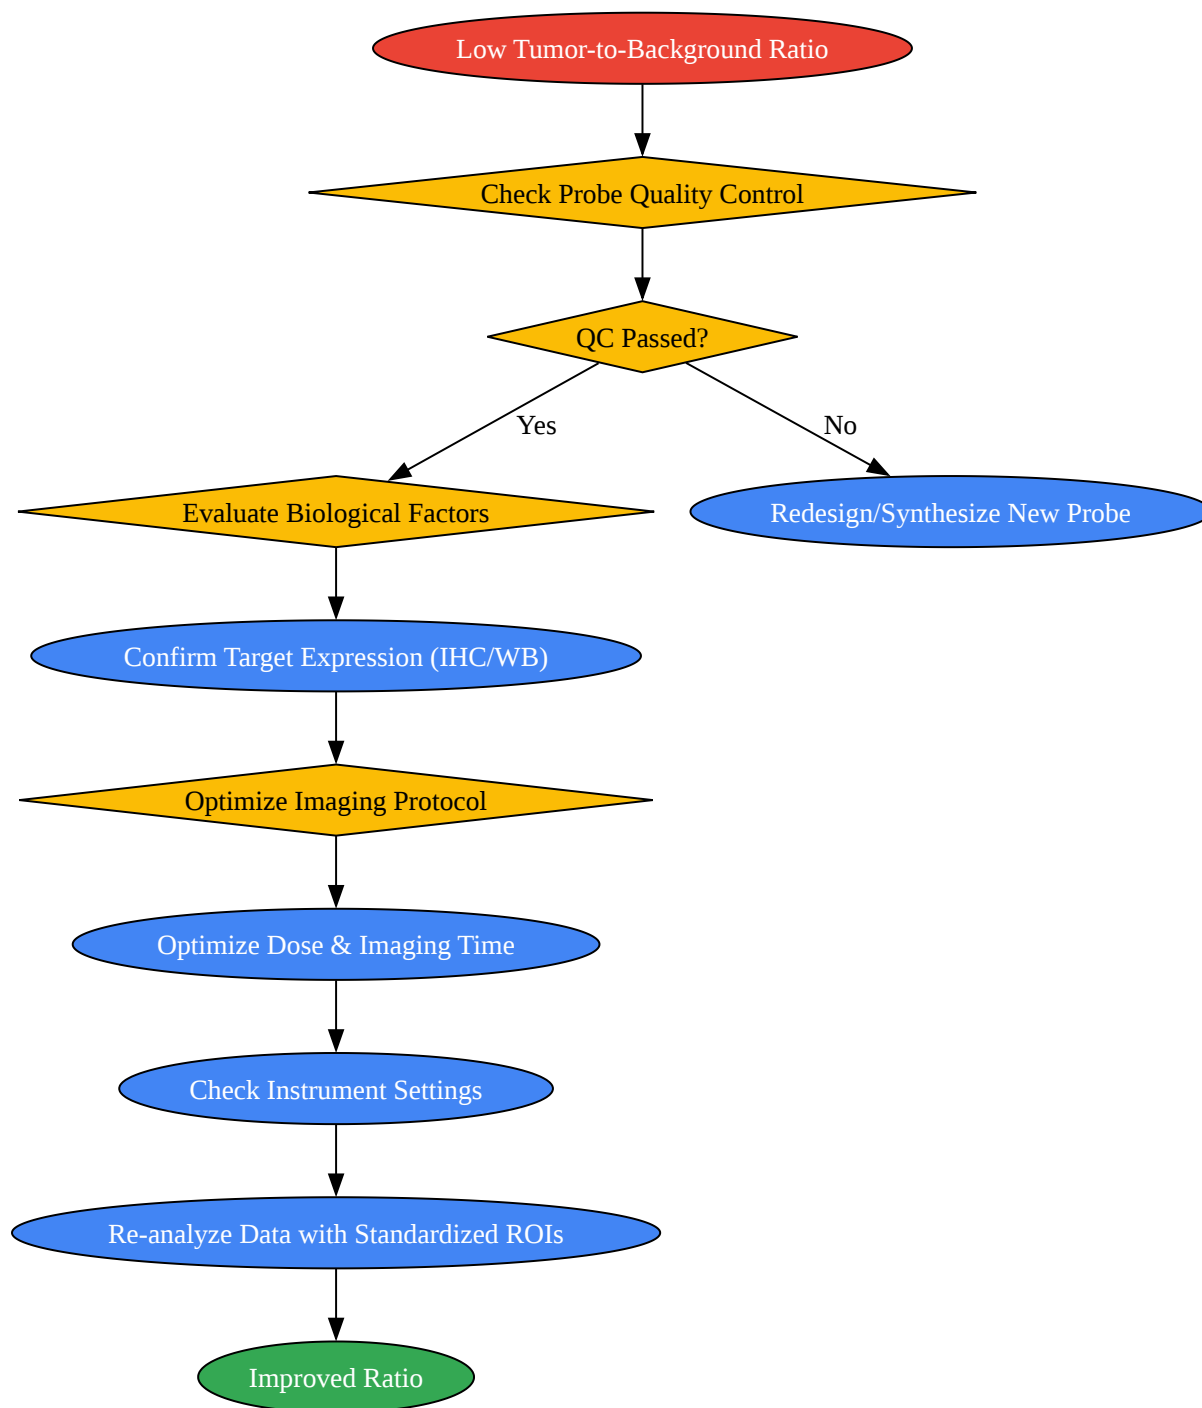 Low Tumor-to-Background Ratio
Check Probe Quality Control
QC Passed?
Yes
No
Evaluate Biological Factors
Redesign/Synthesize New Probe
Confirm Target Expression (IHC/WB)
Optimize Imaging Protocol
Optimize Dose & Imaging Time
Check Instrument Settings
Re-analyze Data with Standardized ROIs
Improved Ratio